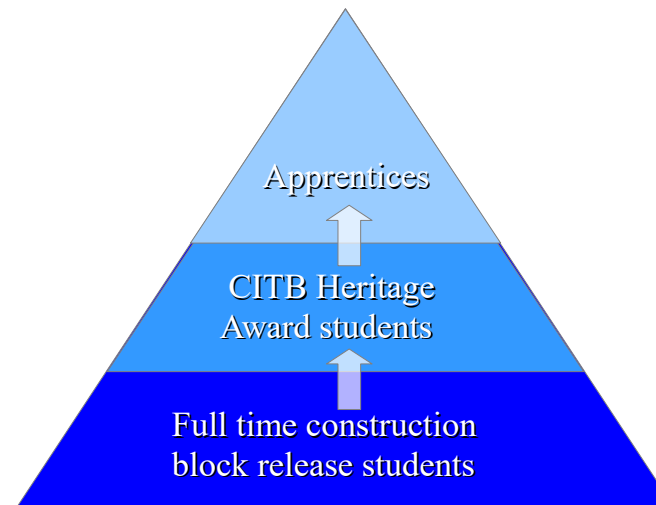 Apprentices
CITB Heritage
Award students
Full time construction
block release students